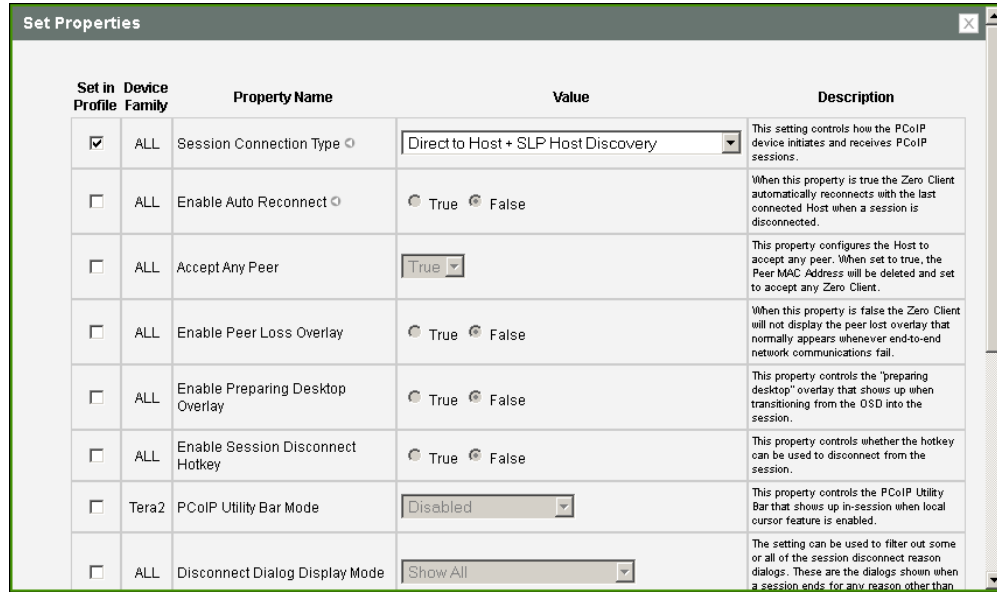 Set Properties
X
Set in Profile
Device Family
Property Name
Value
Description
ALL
Session Connection Type
Direct to Host + SLP Host Discovery
This setting controls how the PCoIP
device initiates and receives PCoIP
sessions.
ALL
Enable Auto Reconnect
True False
When this property is true the Zero Client
automatically reconnects with the last
connected Host when a session is
disconnected.
ALL
Accept Any Peer
True
This property configures the Host to
accept any peer. When set to true, the
Peer MAC Address will be deleted and set
to accept any Zero Client.
ALL
Enable Peer Loss Overlay
True False
When this property is false the Zero Client
will not display the peer lost overlay that
normally appears whenever end-to-end
network communications fail.
ALL
Enable Preparing Desktop
Overlay
True False
This property controls the "preparing
desktop" overlay that shows up when
transitioning from the OSD into the
session.
ALL
Enable Session Disconnect
Hotkey
True False
This property controls whether the hotkey
can be used to disconnect from the
session.
Tera2
PCoIP Utility Bar Mode
Disabled
This property controls the PCoIP Utility
Bar that shows up in-session when local
cursor feature is enabled.
ALL
Disconnect Dialog Display Mode
Show All
The setting can be used to filter out some
or all of the session disconnect reason
dialogs. These are the dialogs shown when
a session ends for any reason other than